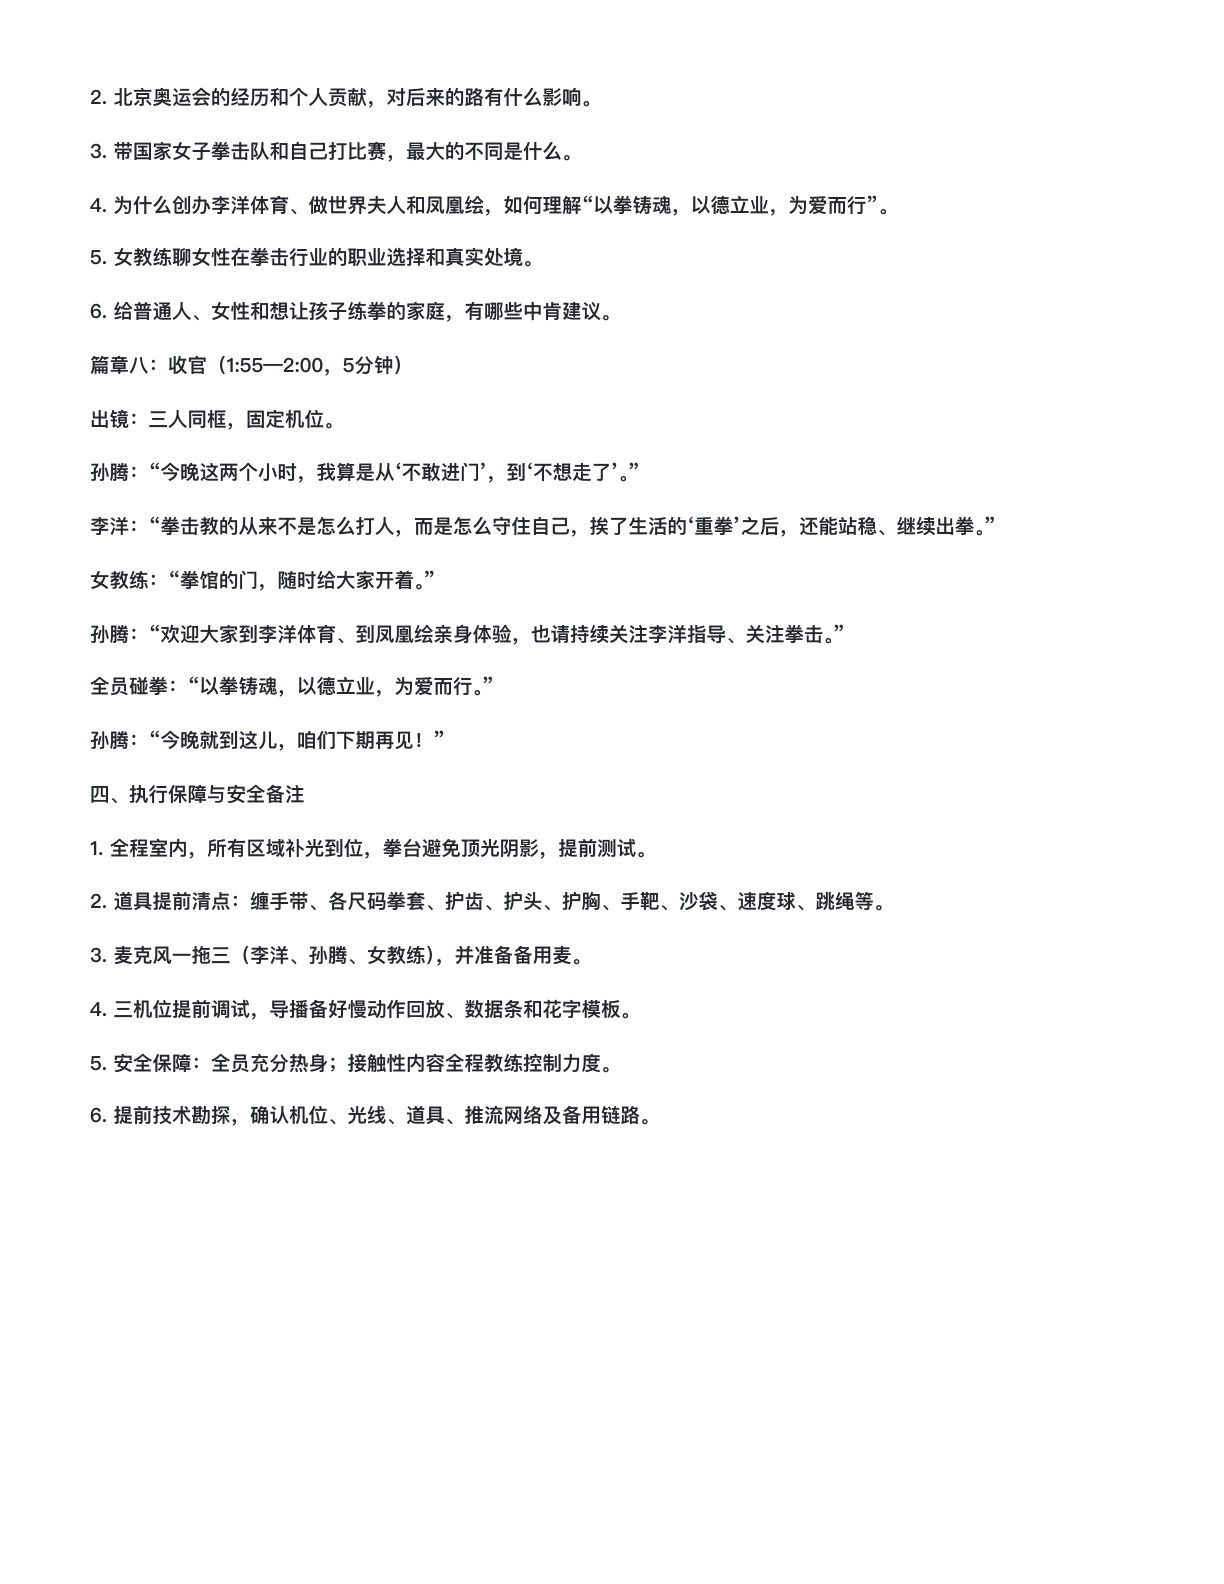 2. 北京奥运会的经历和个人贡献，对后来的路有什么影响。
3. 带国家女子拳击队和自己打比赛，最大的不同是什么。
4. 为什么创办李洋体育、做世界夫人和凤凰绘，如何理解“以拳铸魂，以德立业，为爱而行”。
5. 女教练聊女性在拳击行业的职业选择和真实处境。
6. 给普通人、女性和想让孩子练拳的家庭，有哪些中肯建议。
篇章八：收官（1:55—2:00，5分钟）
出镜：三人同框，固定机位。
孙腾：“今晚这两个小时，我算是从‘不敢进门’，到‘不想走了’。”
李洋：“拳击教的从来不是怎么打人，而是怎么守住自己，挨了生活的‘重拳’之后，还能站稳、继续出拳。”
女教练：“拳馆的门，随时给大家开着。”
孙腾：“欢迎大家到李洋体育、到凤凰绘亲身体验，也请持续关注李洋指导、关注拳击。”
全员碰拳：“以拳铸魂，以德立业，为爱而行。”
孙腾：“今晚就到这儿，咱们下期再见！”
四、执行保障与安全备注
1. 全程室内，所有区域补光到位，拳台避免顶光阴影，提前测试。
2. 道具提前清点：缠手带、各尺码拳套、护齿、护头、护胸、手靶、沙袋、速度球、跳绳等。
3. 麦克风一拖三（李洋、孙腾、女教练），并准备备用麦。
4. 三机位提前调试，导播备好慢动作回放、数据条和花字模板。
5. 安全保障：全员充分热身；接触性内容全程教练控制力度。
6. 提前技术勘探，确认机位、光线、道具、推流网络及备用链路。